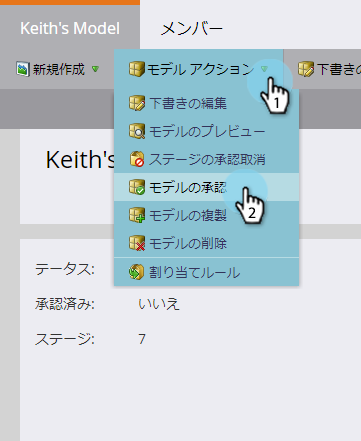 Keith's Model メンバー
新規作成 モデル アクション 下書きの
1
下書きの編集
モデルのプレビュー
ステージの承認取消
Keith's
モデルの承認
2
モデルの複製
モデルの削除
テータス:
割り当てルール
承認済み: いいえ
ステージ: 7